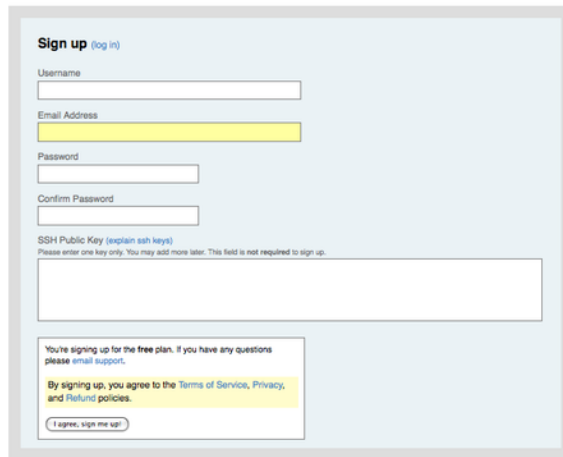 Sign up (log in)
Username
Email Address
Password
Confirm Password
SSH Public Key (explain ssh keys)
Please enter one key only. You may add more later. This field is not required to sign up.
You're signing up for the free plan. If you have any questions
please email support.
By signing up, you agree to the Terms of Service, Privacy,
and Refund policies.
I agree, sign me up!